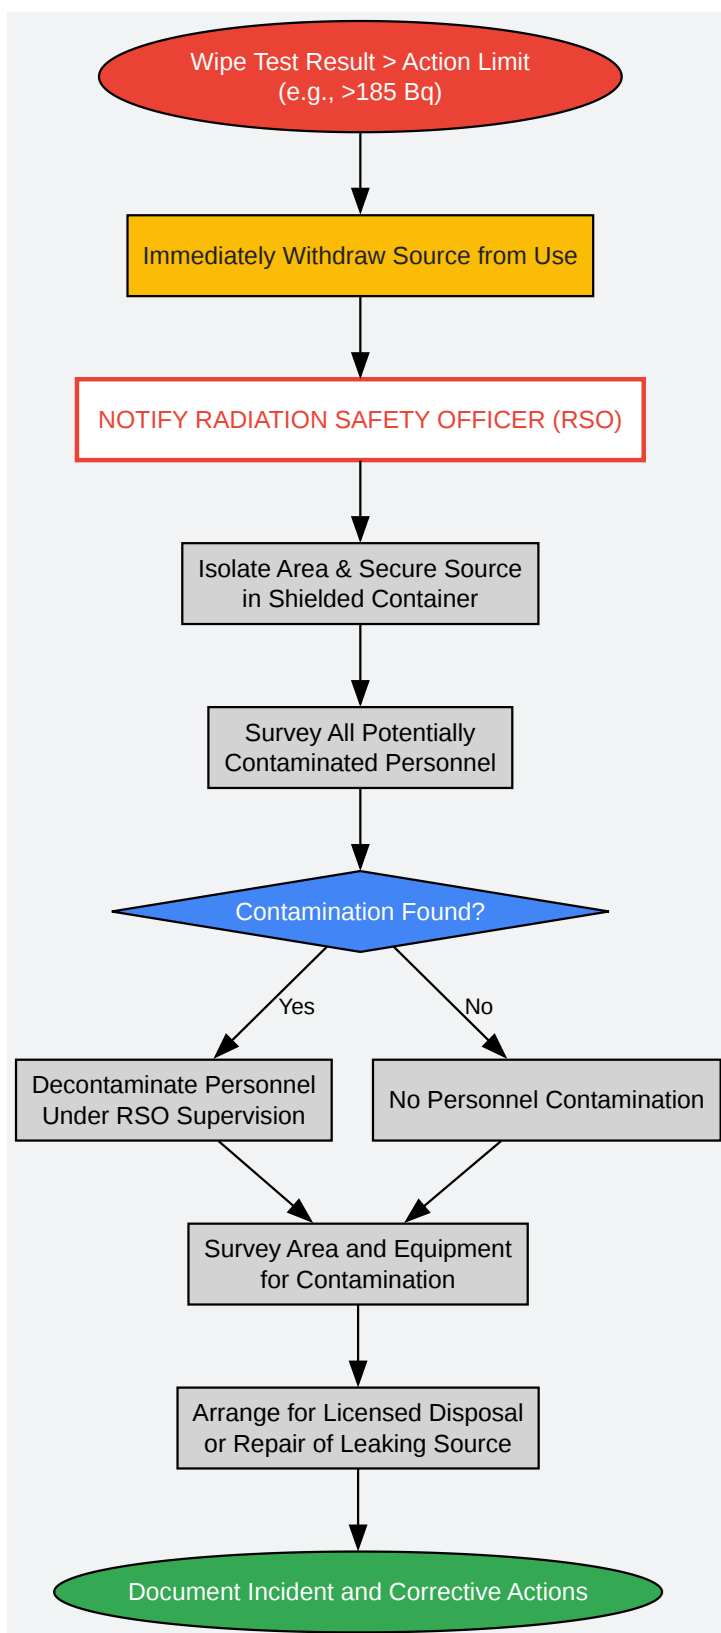 Wipe Test Result > Action Limit
(e.g., >185 Bq)
Immediately Withdraw Source from Use
NOTIFY RADIATION SAFETY OFFICER (RSO)
Isolate Area & Secure Source
in Shielded Container
Survey All Potentially
Contaminated Personnel
Contamination Found?
Yes
No
Decontaminate Personnel
Under RSO Supervision
No Personnel Contamination
Survey Area and Equipment
for Contamination
Arrange for Licensed Disposal
or Repair of Leaking Source
Document Incident and Corrective Actions